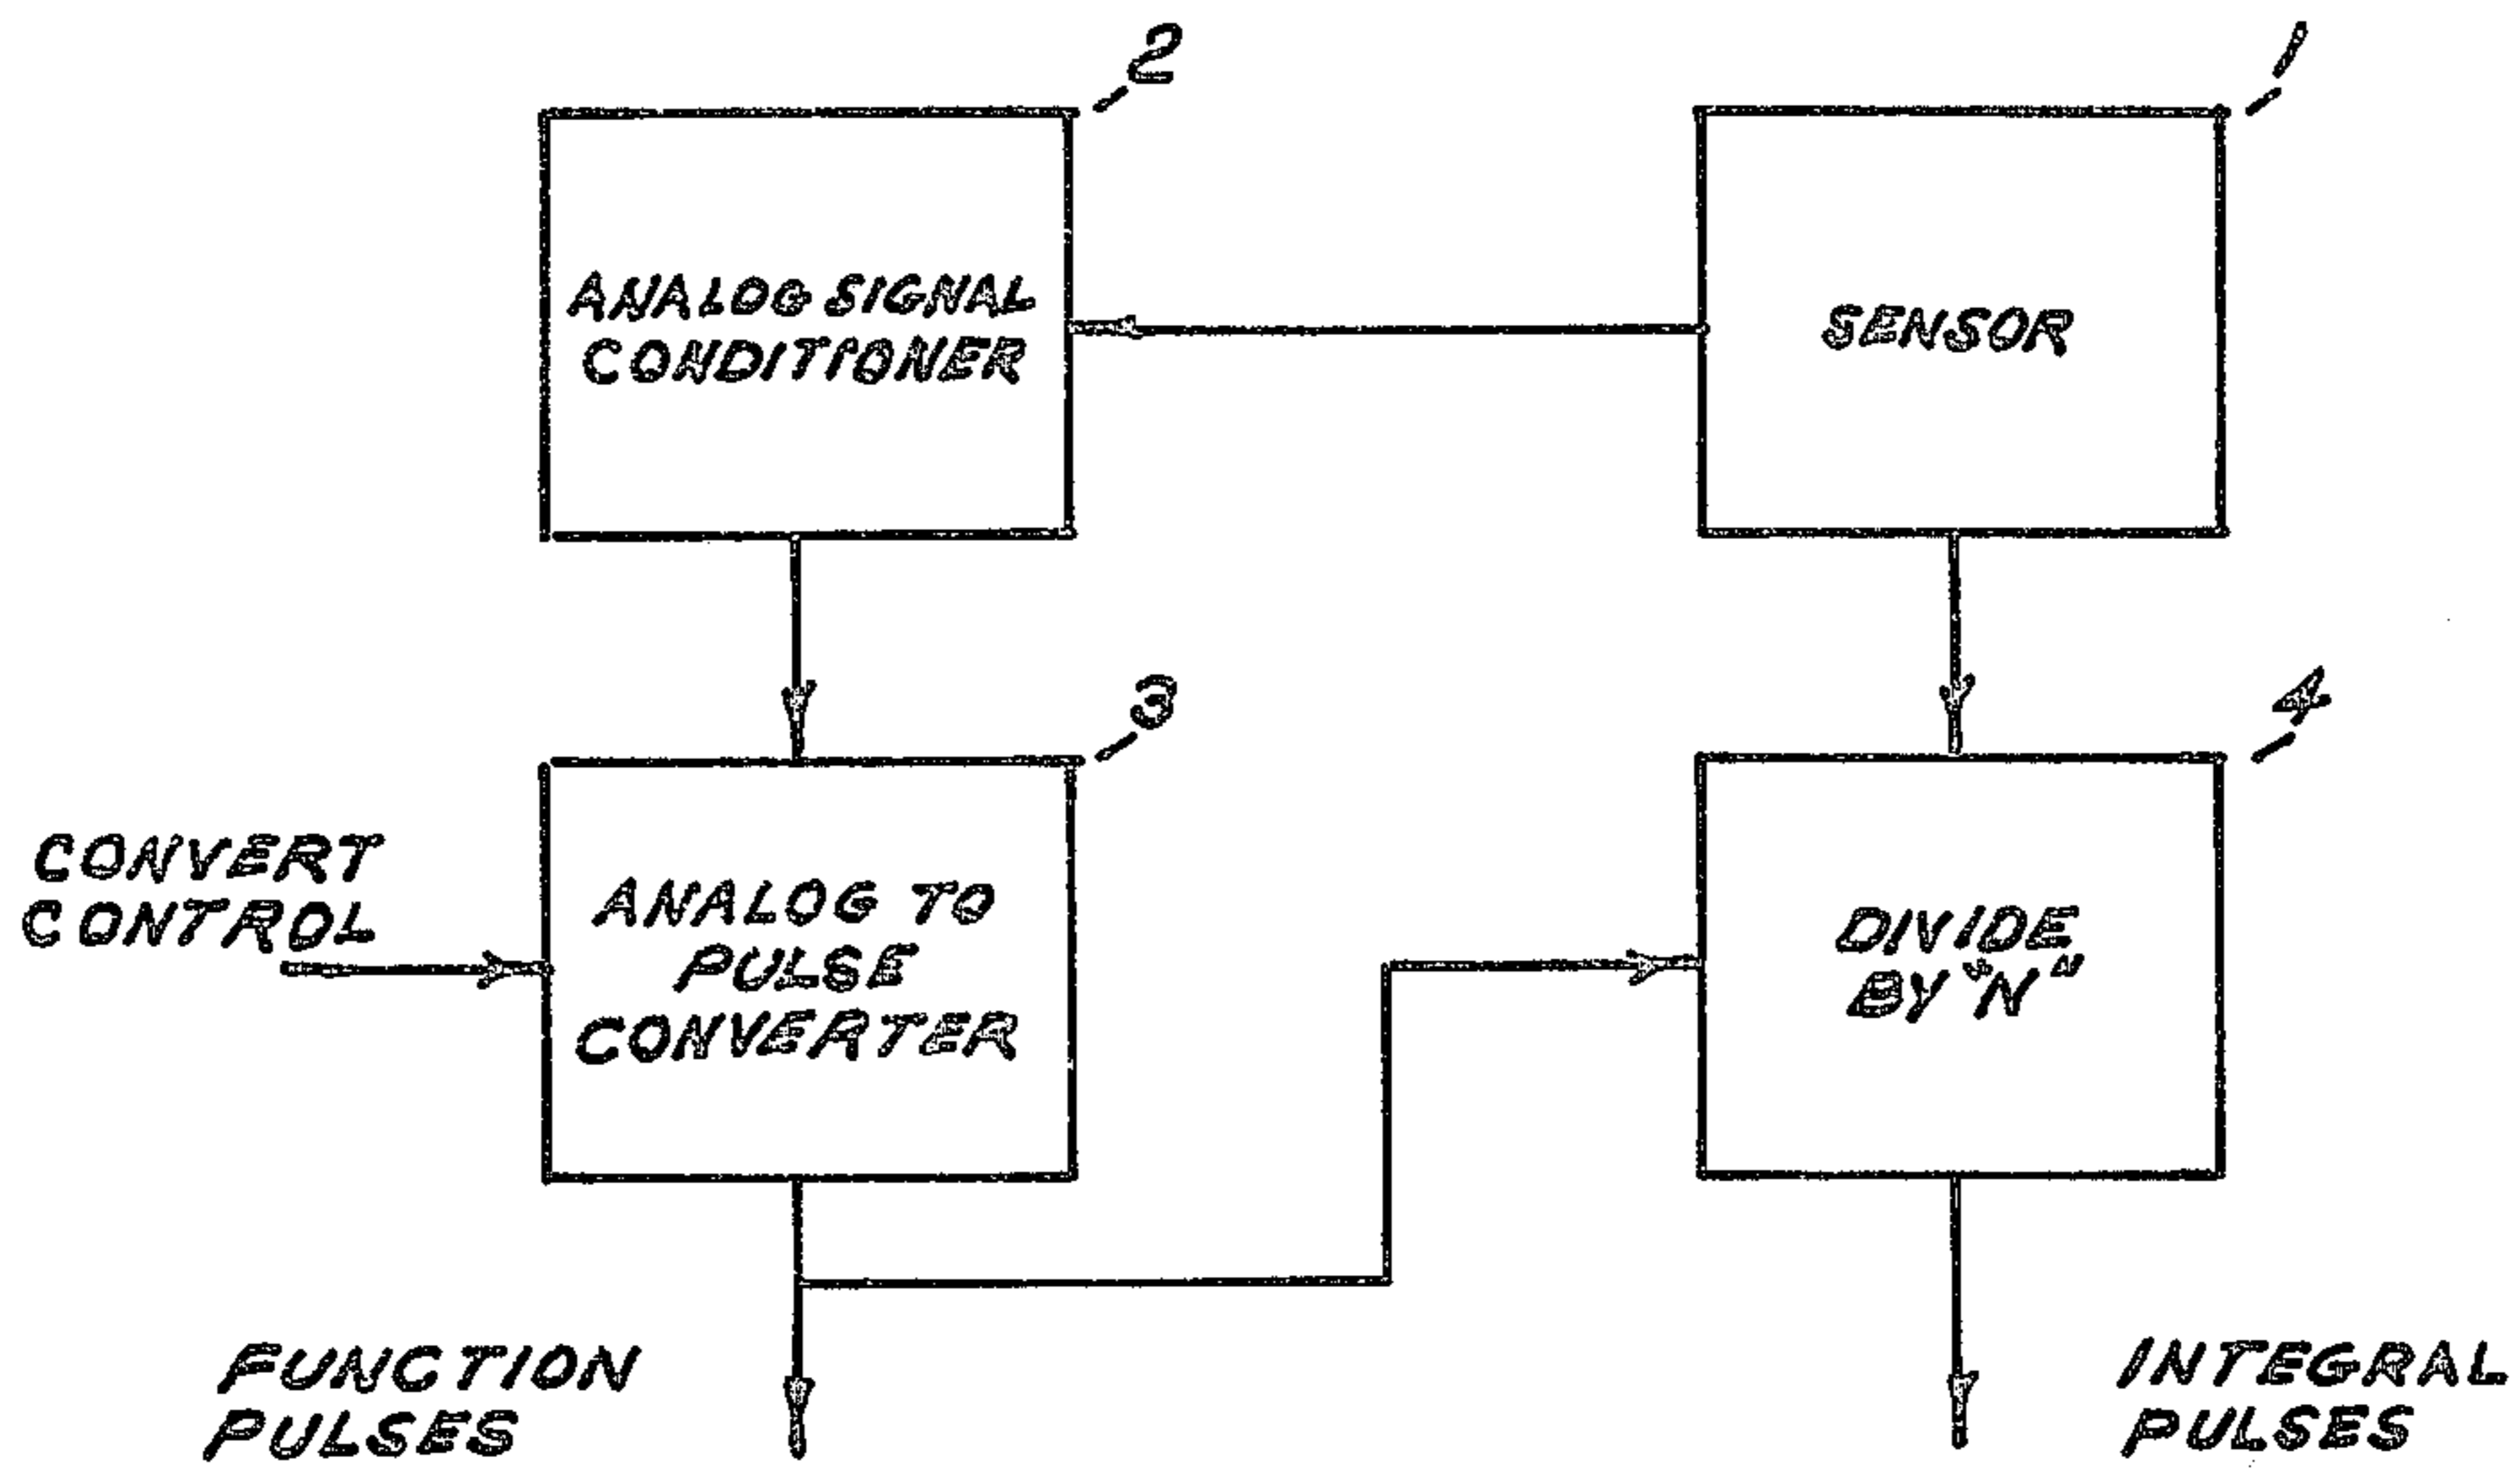 2
1
ANALOG SIGNAL
CONDITIONER
SENSOR
3
4
CONVERT
CONTROL
ANALOG TO
PULSE
CONVERTER
DIVIDE
BY "N"
FUNCTION
PULSES
INTEGRAL
PULSES